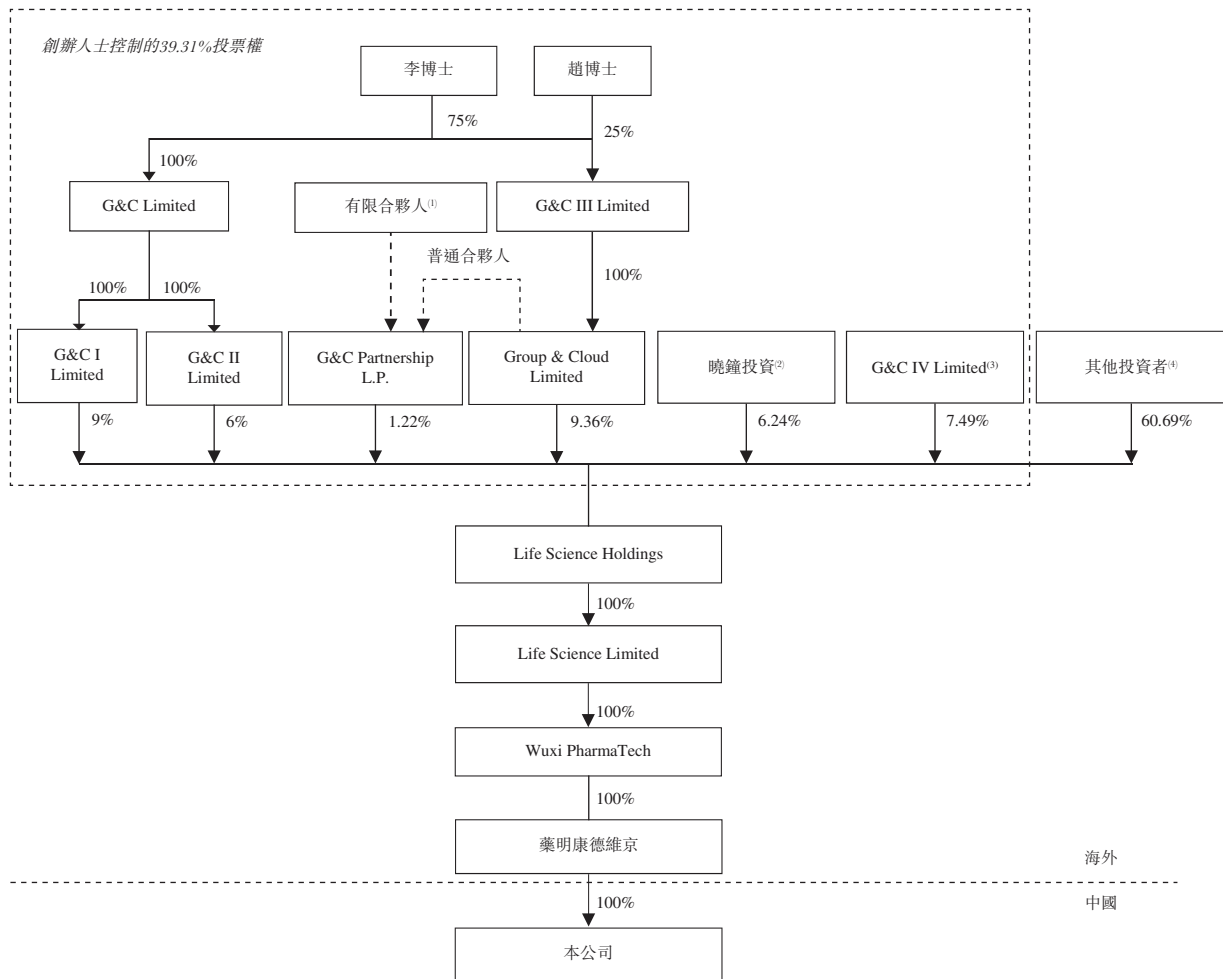 創辦人士控制的39.31%投票權
李博士
趙博士
75%
25%
100%
G&C Limited
有限合夥人(1)
G&C III Limited
普通合夥人
100%
100%
100%
G&C I
Limited
G&C II
Limited
G&C Partnership
L.P.
Group & Cloud
Limited
曉鐘投資(2)
G&C IV Limited(3)
其他投資者(4)
9%
6%
1.22%
9.36%
6.24%
7.49%
60.69%
Life Science Holdings
100%
Life Science Limited
100%
Wuxi PharmaTech
100%
藥明康德維京
海外
100%
中國
本公司